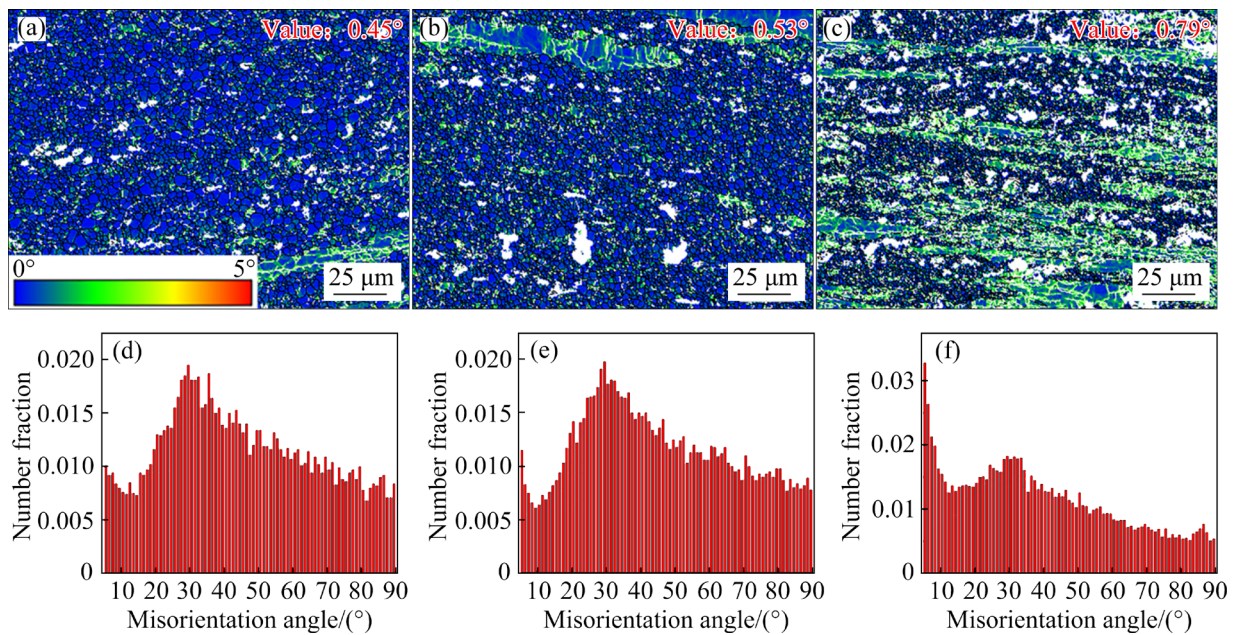 (a) Value: 0.45°
(b) Value: 0.53°
(c) Value: 0.79°
0° 5°
25 μm
25 μm
25 μm
(d)
0.020
0.015
0.010
0.005
0
Number fraction
10 20 30 40 50 60 70 80 90
Misorientation angle/(°)
(e)
0.020
0.015
0.010
0.005
0
Number fraction
10 20 30 40 50 60 70 80 90
Misorientation angle/(°)
(f)
0.03
0.02
0.01
0
Number fraction
10 20 30 40 50 60 70 80 90
Misorientation angle/(°)